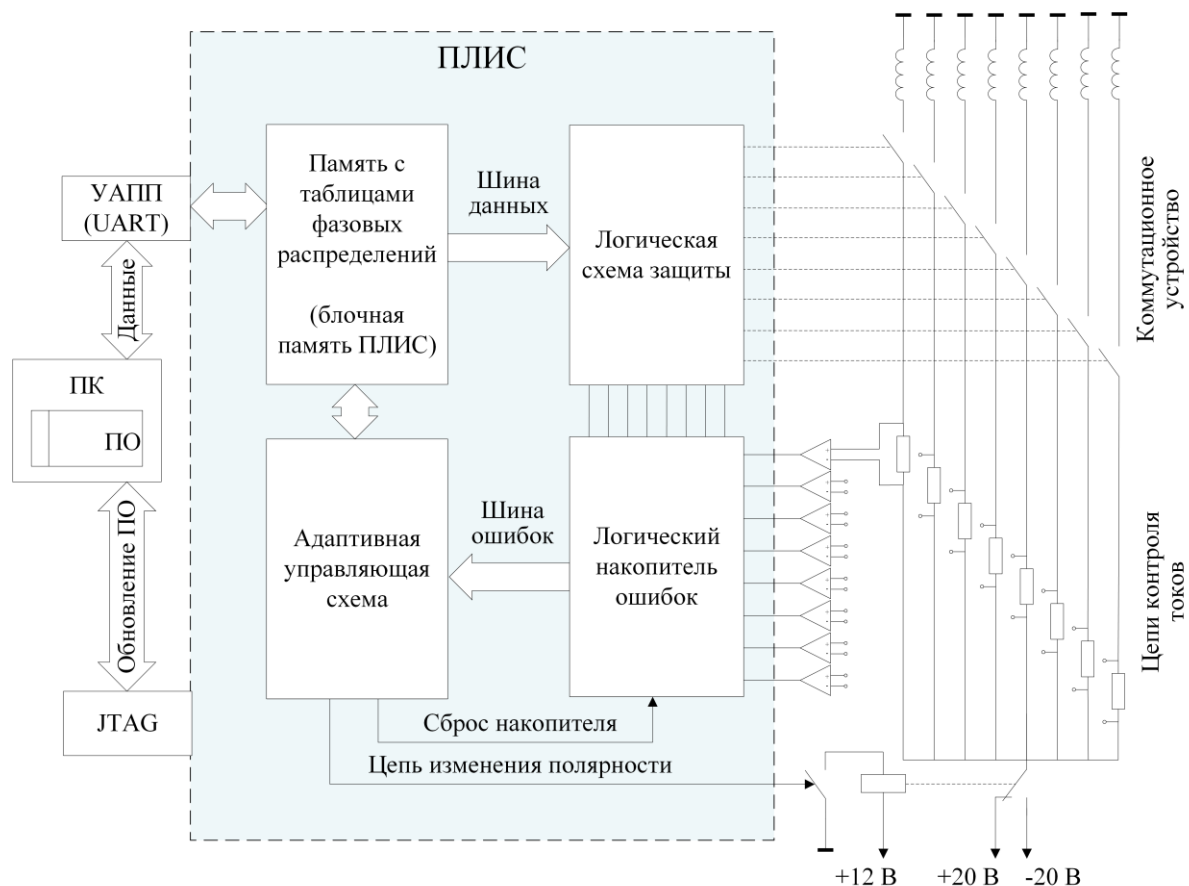 ПЛИС
УАПП
(UART)
Данные
ПК
ПО
Обновление ПО
JTAG
Память с
таблицами
фазовых
распределений
(блочная
память ПЛИС)
Шина
данных
Логическая
схема защиты
Адаптивная
управляющая
схема
Шина
ошибок
Логический
накопитель
ошибок
Сброс накопителя
Цепь изменения полярности
Коммутационное
устройство
Цепи контроля
токов
+12 В
+20 В
-20 В